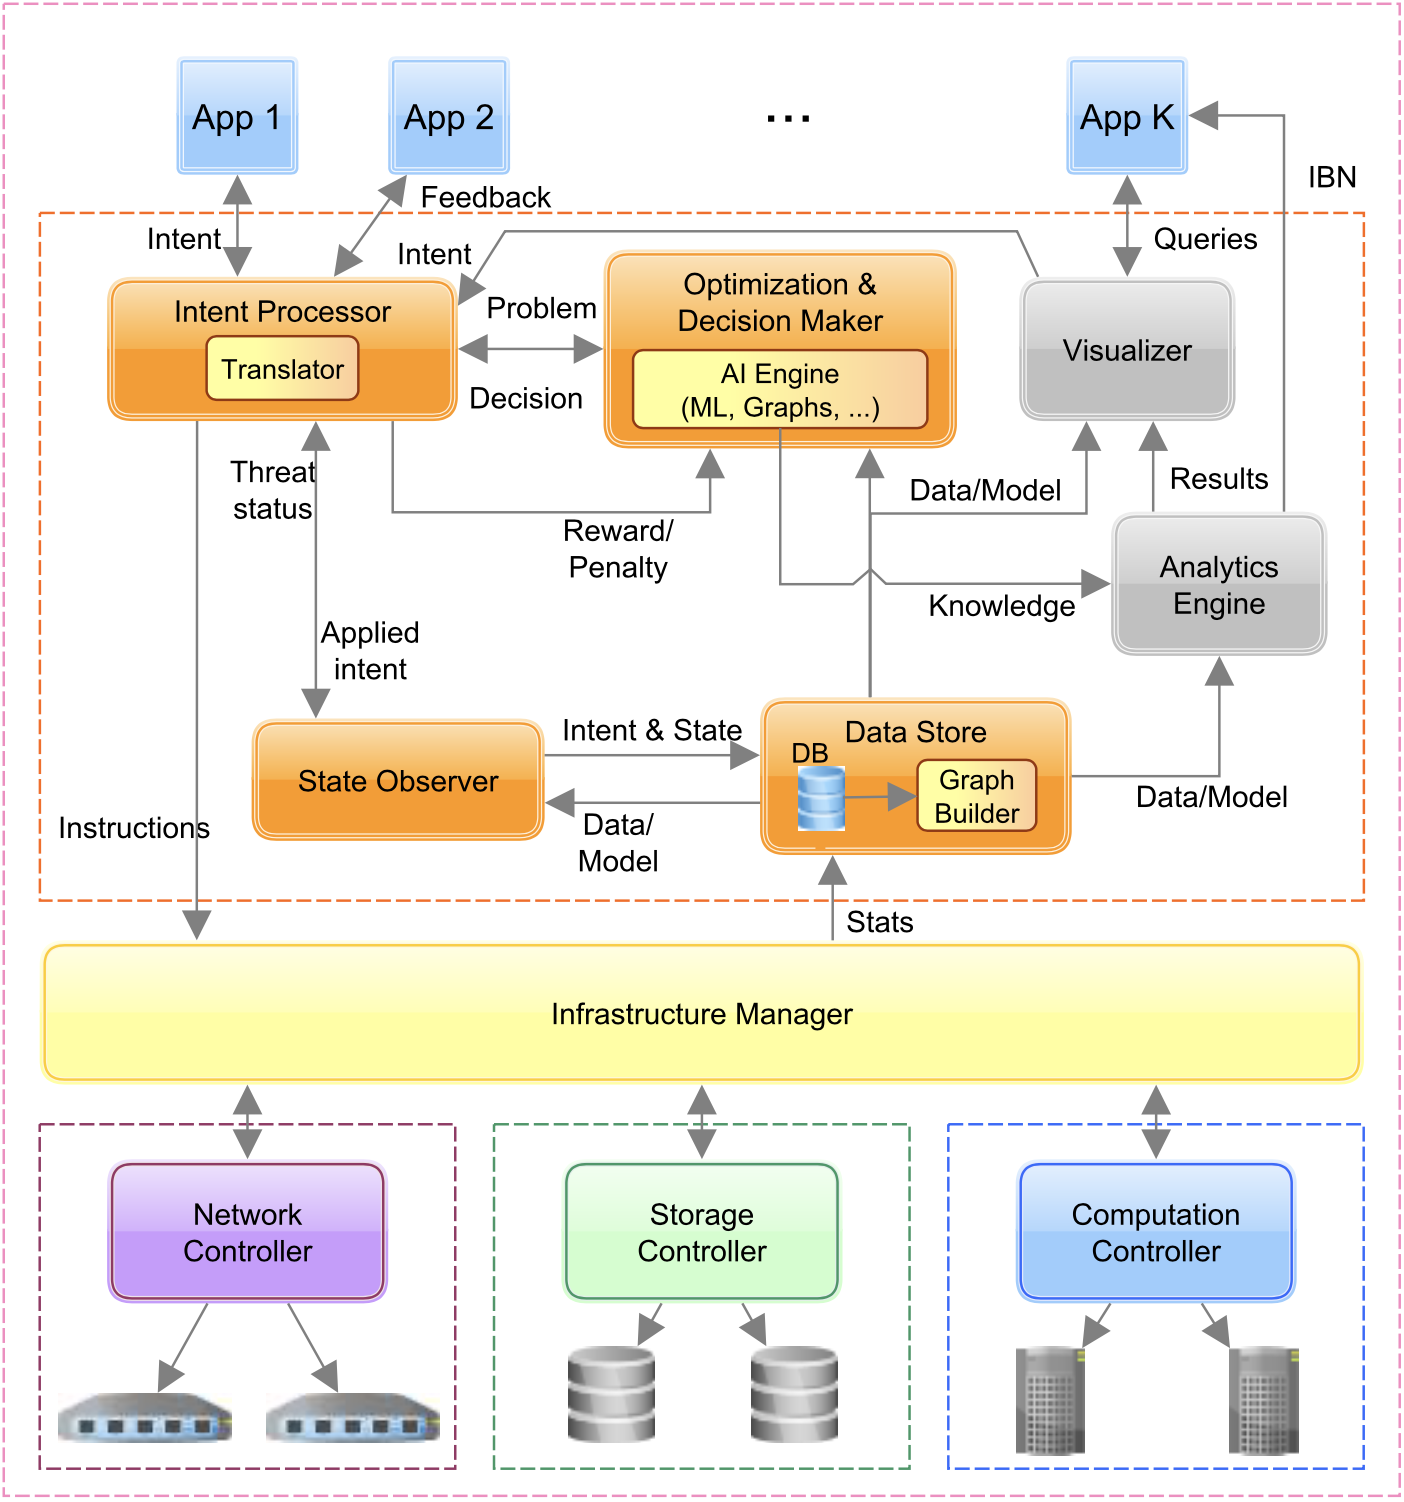 App 1
App 2
...
App K
IBN
Feedback
Intent
Intent
Queries
Intent Processor
Translator
Problem
Decision
Optimization &
Decision Maker
AI Engine
(ML, Graphs, ...)
Visualizer
Threat
status
Reward/
Penalty
Data/Model
Results
Analytics
Engine
Knowledge
Applied
intent
State Observer
Intent & State
Data/
Model
Data Store
DB
Graph
Builder
Data/Model
Instructions
Stats
Infrastructure Manager
Network
Controller
Storage
Controller
Computation
Controller